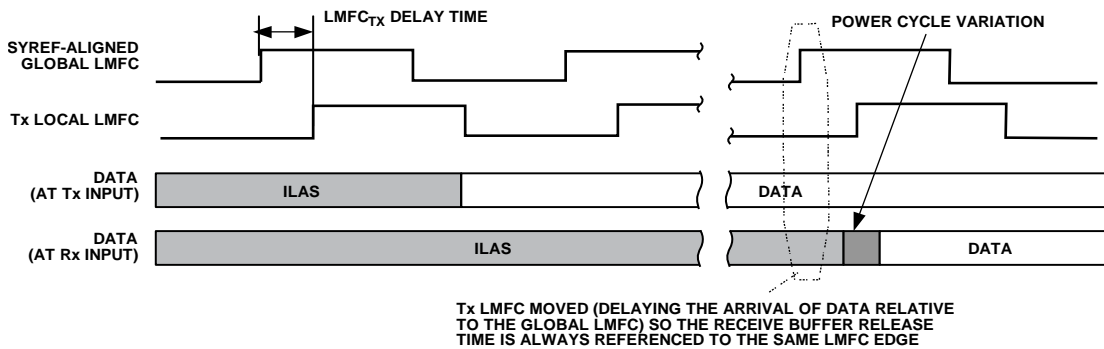 LMFCTX DELAY TIME
POWER CYCLE VARIATION
SYREF-ALIGNED
GLOBAL LMFC
Tx LOCAL LMFC
DATA
(AT Tx INPUT)
ILAS
DATA
DATA
(AT Rx INPUT)
ILAS
DATA
Tx LMFC MOVED (DELAYING THE ARRIVAL OF DATA RELATIVE
TO THE GLOBAL LMFC) SO THE RECEIVE BUFFER RELEASE
TIME IS ALWAYS REFERENCED TO THE SAME LMFC EDGE